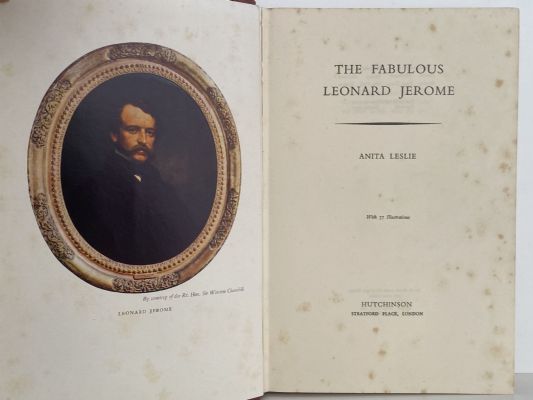 By courtesy of the Rt. Hon. Sir Winston Churchill
LEONARD JEROME
THE FABULOUS
LEONARD JEROME
ANITA LESLIE
With 37 Illustrations
HUTCHINSON
STRATFORD PLACE, LONDON